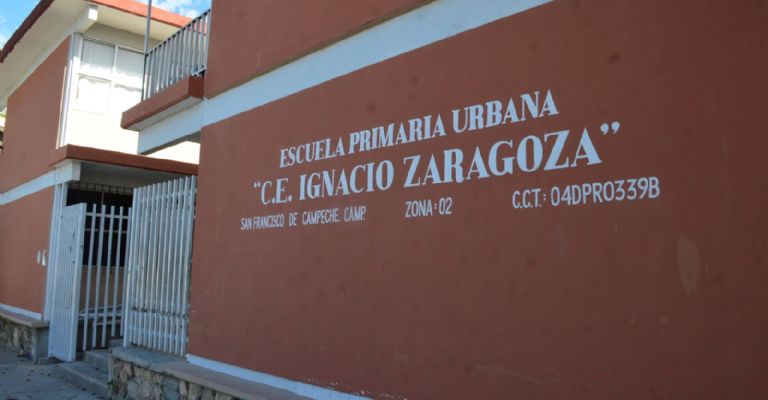 ESCUELA PRIMARIA URBANA
"C.E. IGNACIO ZARAGOZA"
SAN FRANCISCO DE CAMPECHE. CAMP. ZONA: 02 C.C.T.: 04DPR0339B